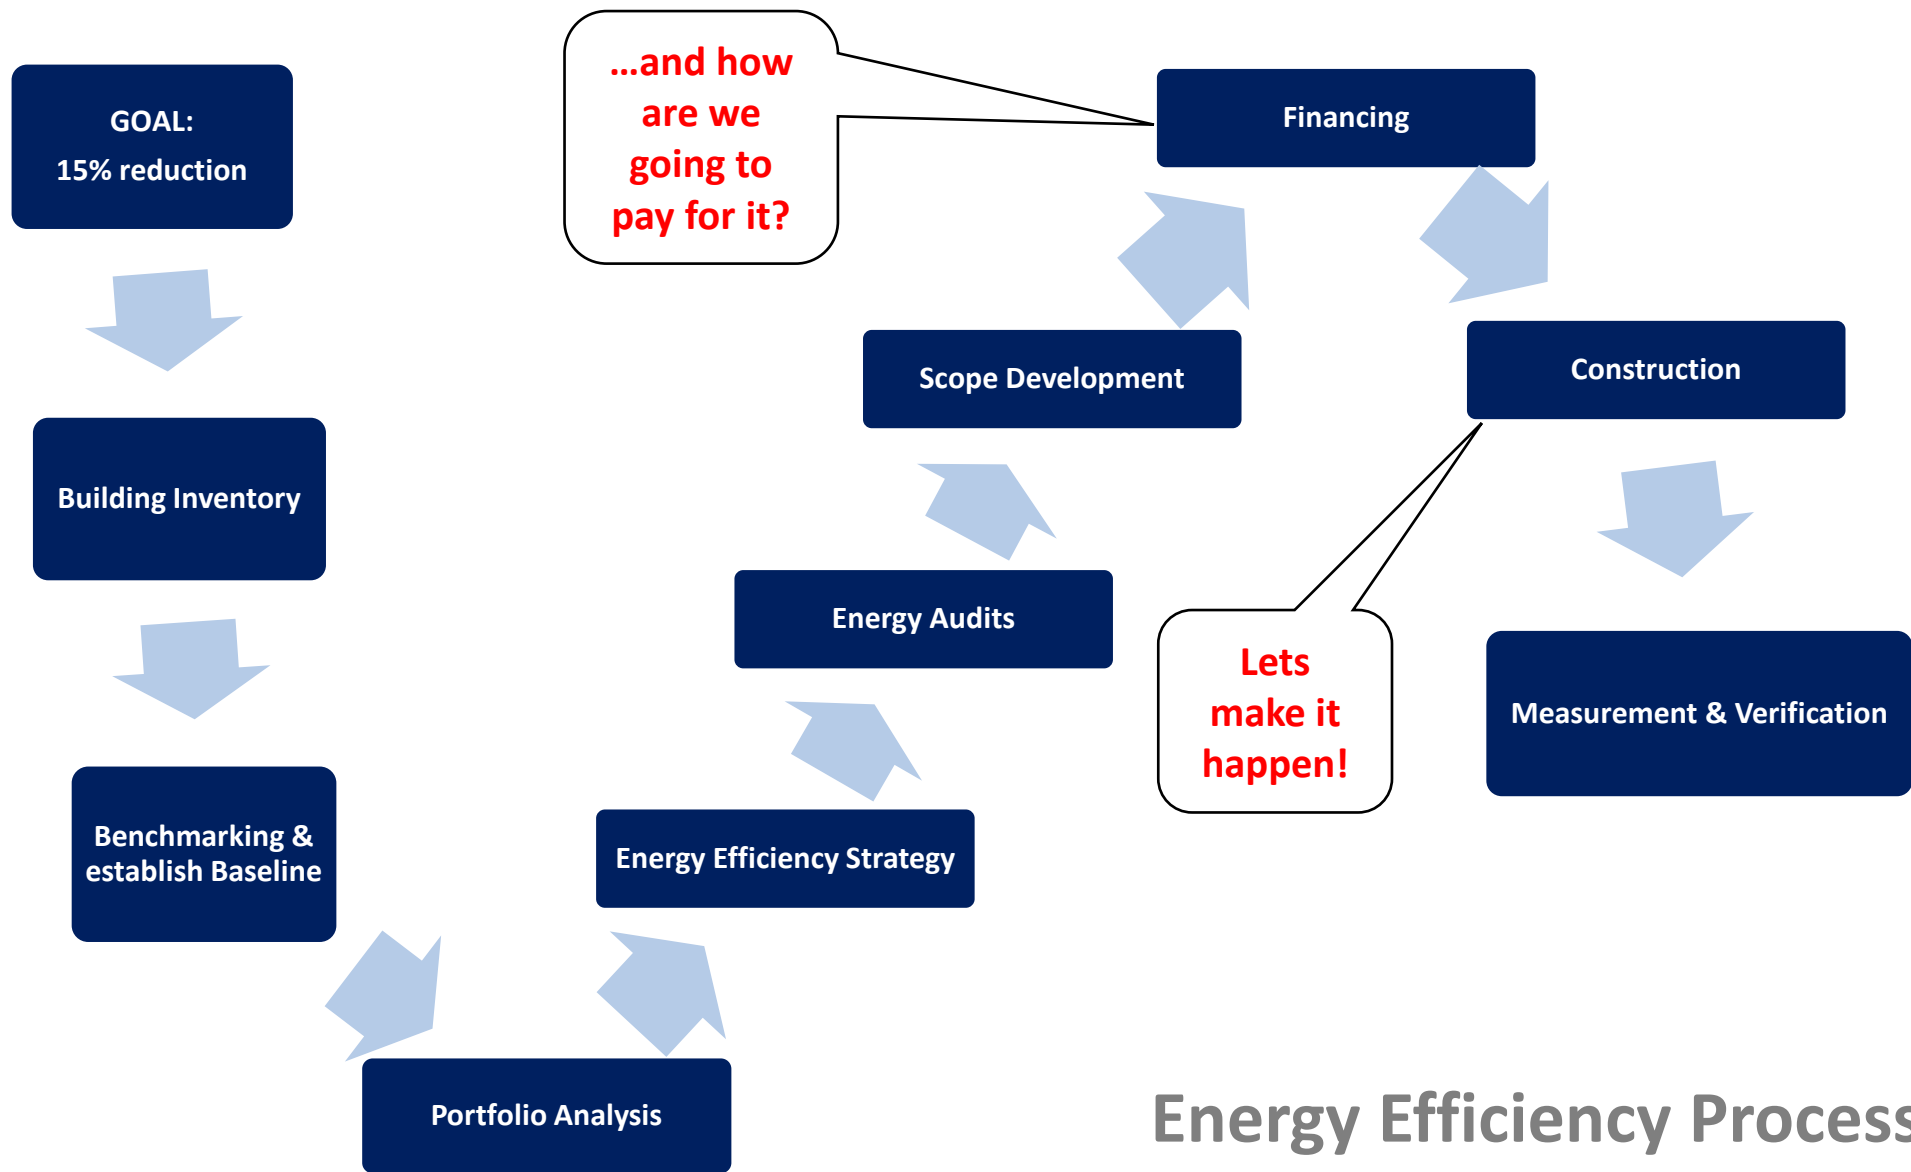 GOAL:
15% reduction
Building Inventory
Benchmarking &
establish Baseline
Portfolio Analysis
Energy Efficiency Strategy
Energy Audits
Scope Development
…and how
are we
going to
pay for it?
Financing
Construction
Lets
make it
happen!
Measurement & Verification
Energy Efficiency Process